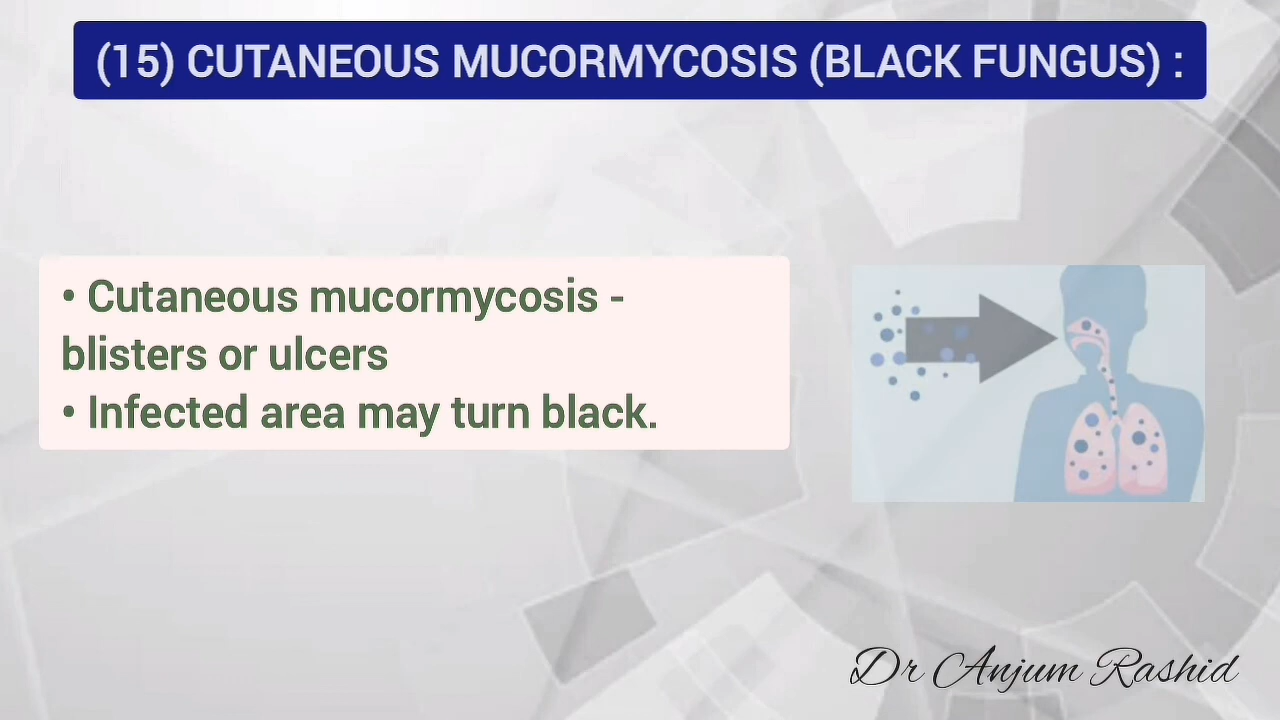 (15) CUTANEOUS MUCORMYCOSIS (BLACK FUNGUS) :
• Cutaneous mucormycosis -
blisters or ulcers
• Infected area may turn black.
Dr Anjum Rashid